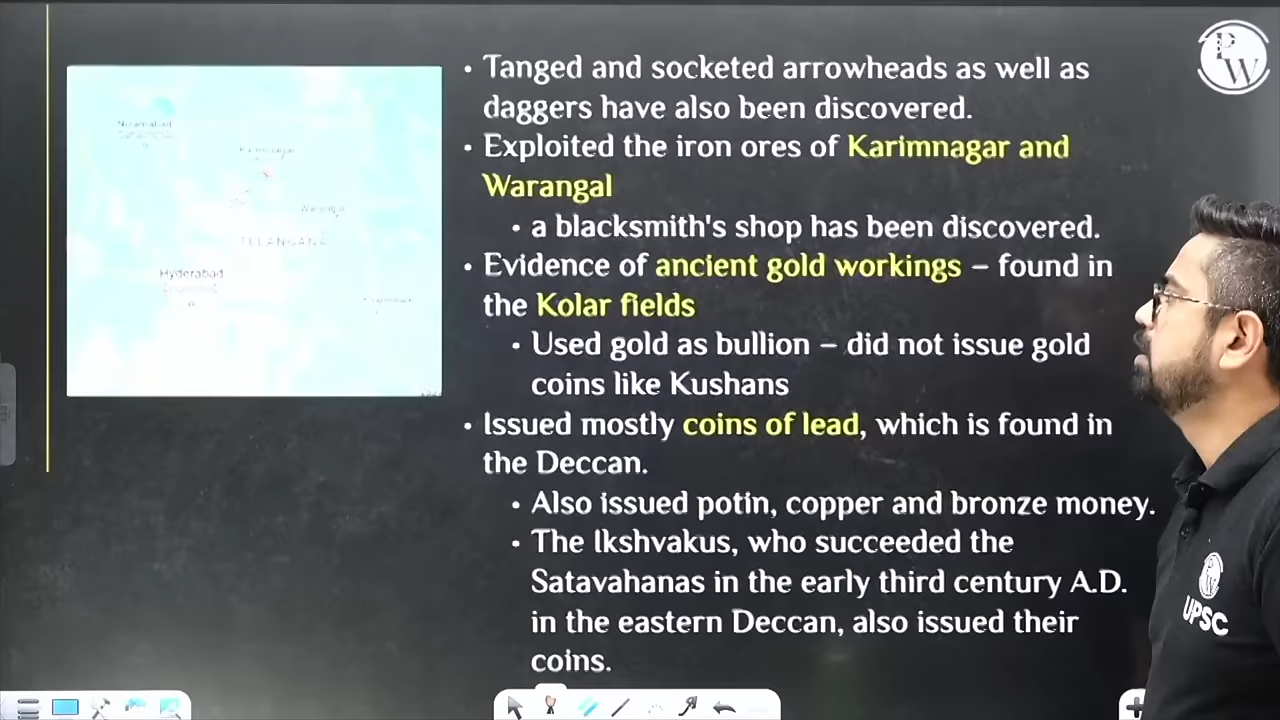 • Tanged and socketed arrowheads as well as
daggers have also been discovered.
• Exploited the iron ores of Karimnagar and
Warangal
• a blacksmith's shop has been discovered.
• Evidence of ancient gold workings – found in
the Kolar fields
• Used gold as bullion – did not issue gold
coins like Kushans
• Issued mostly coins of lead, which is found in
the Deccan.
• Also issued potin, copper and bronze money.
• The Ikshvakus, who succeeded the
Satavahanas in the early third century A.D.
in the eastern Deccan, also issued their
coins.
Nizamabad
Karimnagar
Warangal
TELANGANA
Hyderabad
PW
UPSC